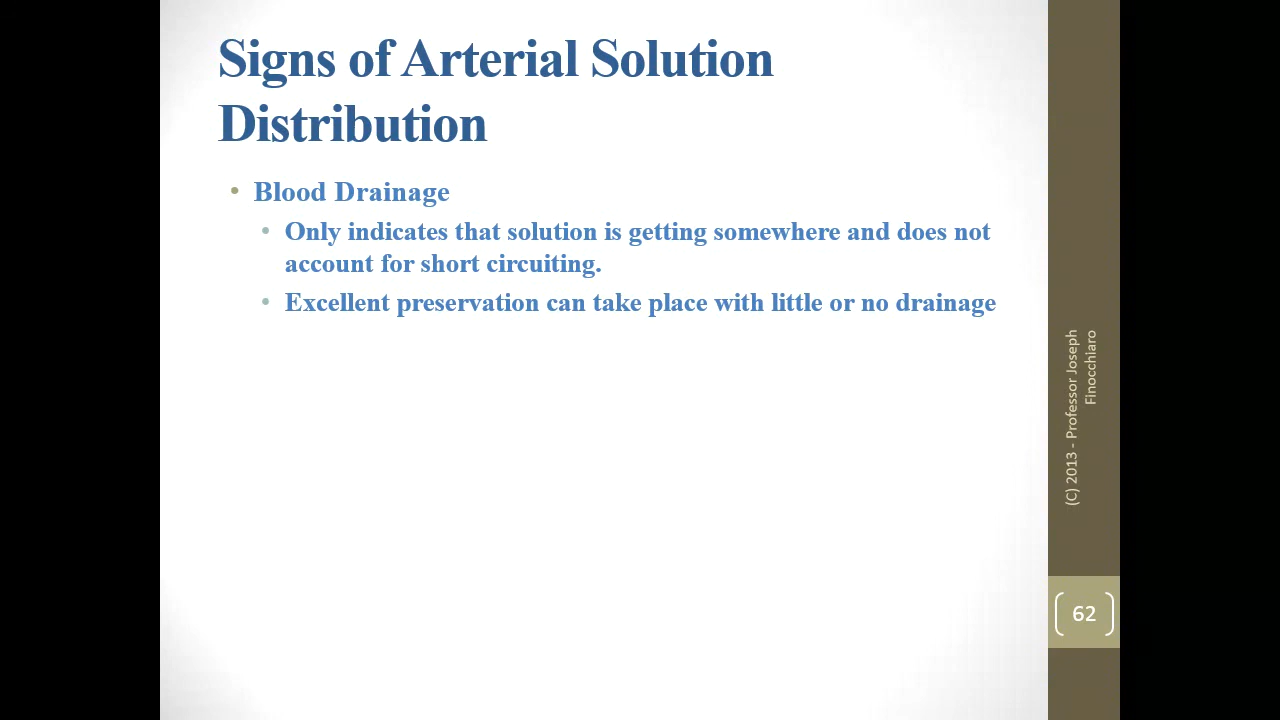 Signs of Arterial Solution
Distribution
• Blood Drainage
• Only indicates that solution is getting somewhere and does not
account for short circuiting.
• Excellent preservation can take place with little or no drainage
(C) 2013 - Professor Joseph
Finocchiaro
62